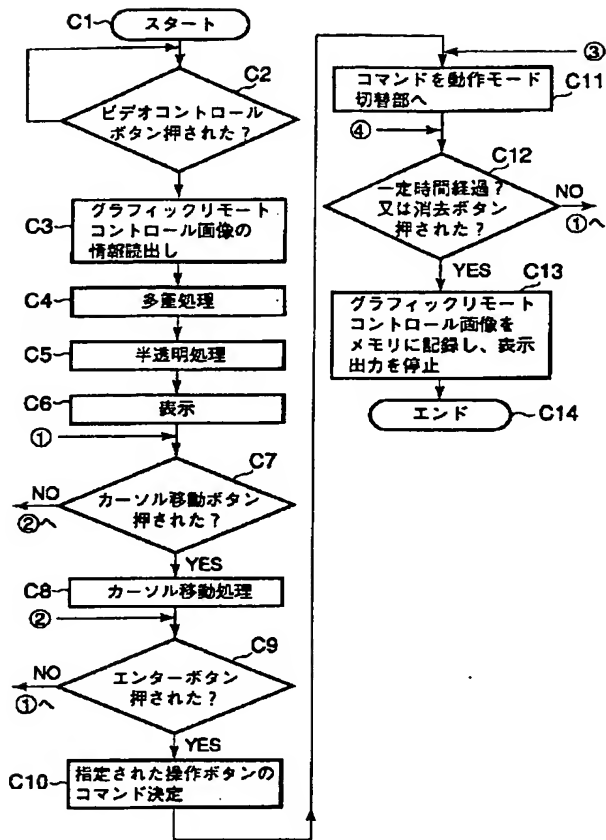 C1
スタート
C2
ビデオコントロール
ボタン押された?
C3
グラフィックリモート
コントロール画像の
情報読出し
C4
多重処理
C5
半透明処理
C6
表示
①
C7
カーソル移動ボタン
押された?
NO
②へ
YES
C8
カーソル移動処理
②
C9
エンターボタン
押された?
NO
①へ
YES
C10
指定された操作ボタンの
コマンド決定
③
コマンドを動作モード
切替部へ
C11
④
C12
一定時間経過?
又は消去ボタン
押された?
NO
①へ
YES
C13
グラフィックリモート
コントロール画像を
メモリに記録し、表示
出力を停止
エンド
C14